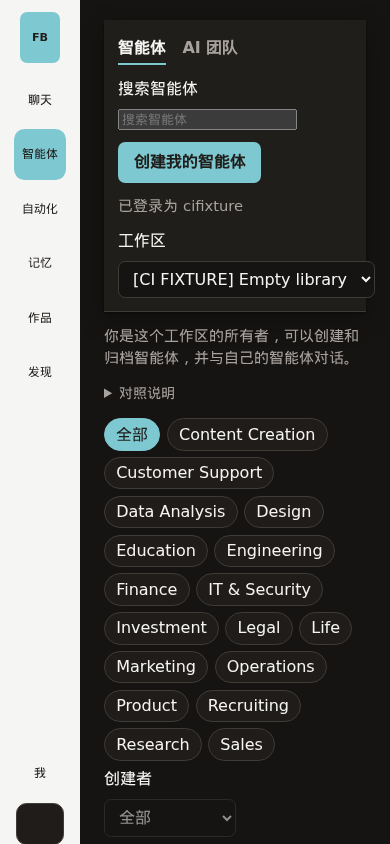 FB
聊天
智能体
自动化
记忆
作品
发现
我
智能体 AI 团队
搜索智能体
搜索智能体
创建我的智能体
已登录为 cifixture
工作区
[CI FIXTURE] Empty library
你是这个工作区的所有者，可以创建和
归档智能体，并与自己的智能体对话。
▶ 对照说明
全部 Content Creation
Customer Support
Data Analysis Design
Education Engineering
Finance IT & Security
Investment Legal Life
Marketing Operations
Product Recruiting
Research Sales
创建者
全部